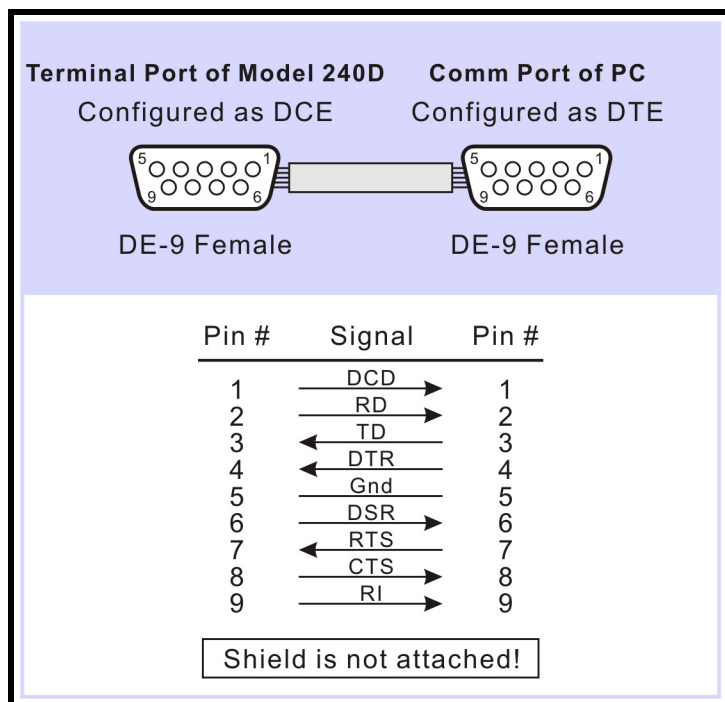 Terminal Port of Model 240D Comm Port of PC
Configured as DCE Configured as DTE
5 1 5 1
9 6 9 6
DE-9 Female DE-9 Female
Pin # Signal Pin #
1 DCD 1
2 RD 2
3 TD 3
4 DTR 4
5 Gnd 5
6 DSR 6
7 RTS 7
8 CTS 8
9 RI 9
Shield is not attached!